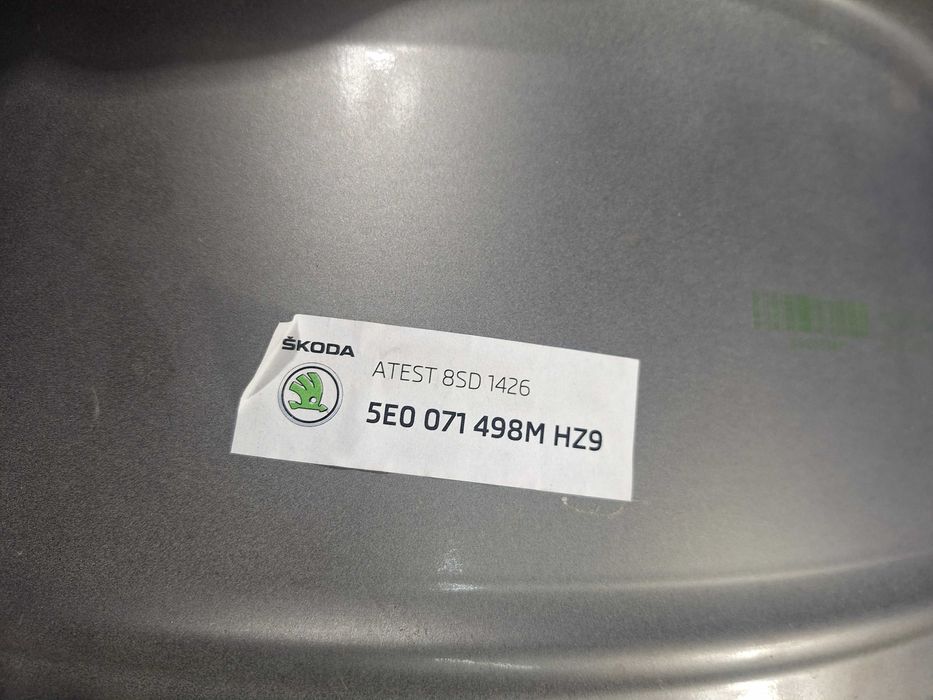 ŠKODA
ATEST 8SD 1426
5E0 071 498M HZ9